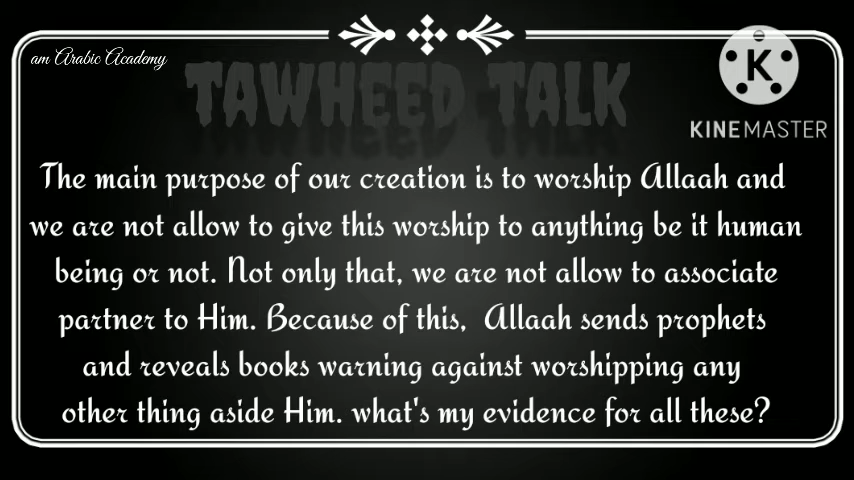 am Arabic Academy
TAWHEED TALK
KINEMASTER
The main purpose of our creation is to worship Allaah and
we are not allow to give this worship to anything be it human
being or not. Not only that, we are not allow to associate
partner to Him. Because of this, Allaah sends prophets
and reveals books warning against worshipping any
other thing aside Him. what's my evidence for all these?